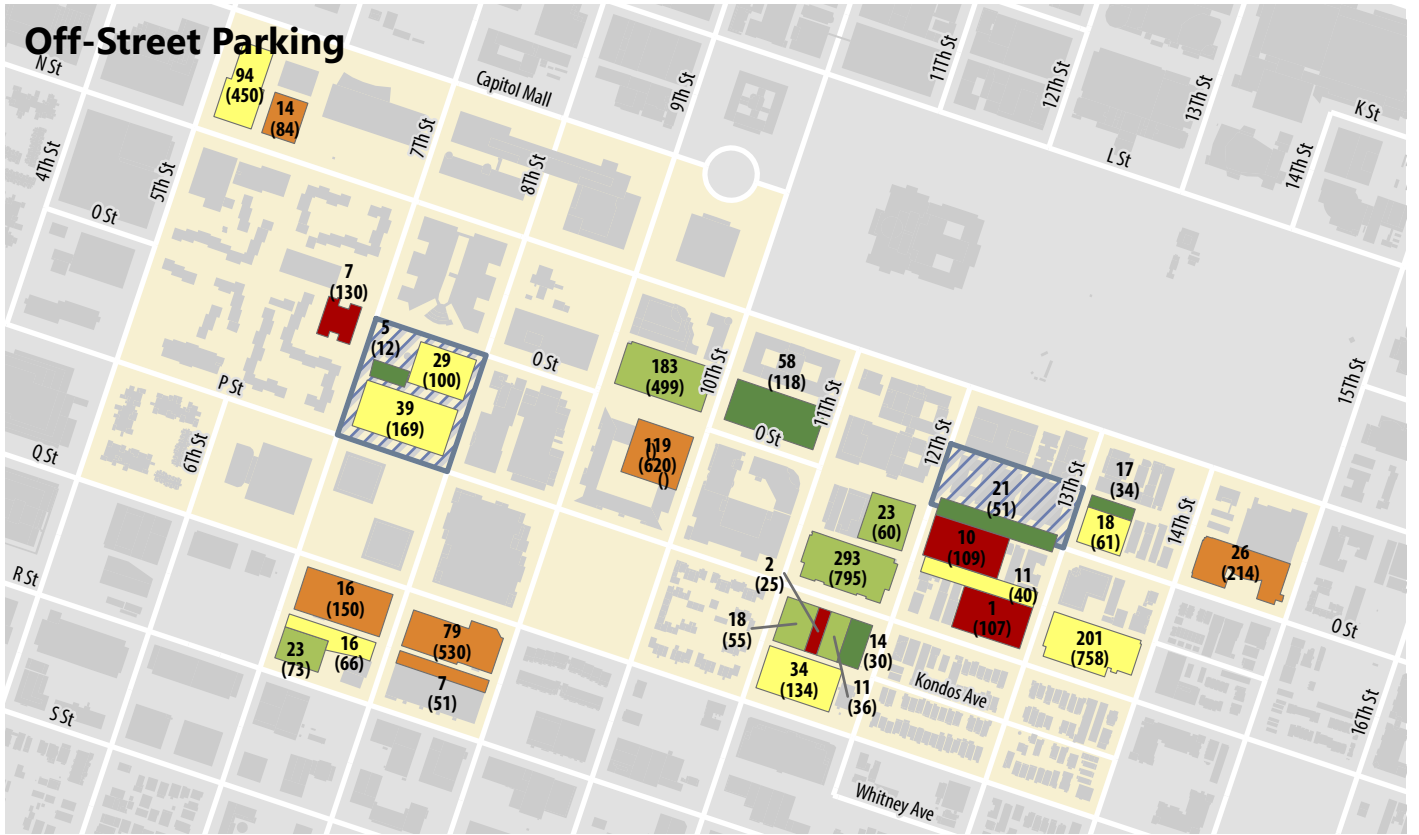 Off-Street Parking
N St
94
(450)
14
(84)
Capitol Mall
7Th St
8Th St
9Th St
11Th St
12Th St
13Th St
K St
L St
14Th St
4Th St
5Th St
O St
7
(130)
5
(12)
29
(100)
39
(169)
O St
183
(499)
10Th St
58
(118)
11Th St
O St
119
()
(620)
()
15Th St
P St
6Th St
Q St
12Th St
21
(51)
13Th St
17
(34)
18
(61)
14Th St
26
(214)
23
(60)
293
(795)
10
(109)
11
(40)
1
(107)
2
(25)
18
(55)
14
(30)
34
(134)
11
(36)
201
(758)
O St
R St
16
(150)
16
(66)
23
(73)
79
(530)
7
(51)
Kondos Ave
16Th St
S St
Whitney Ave